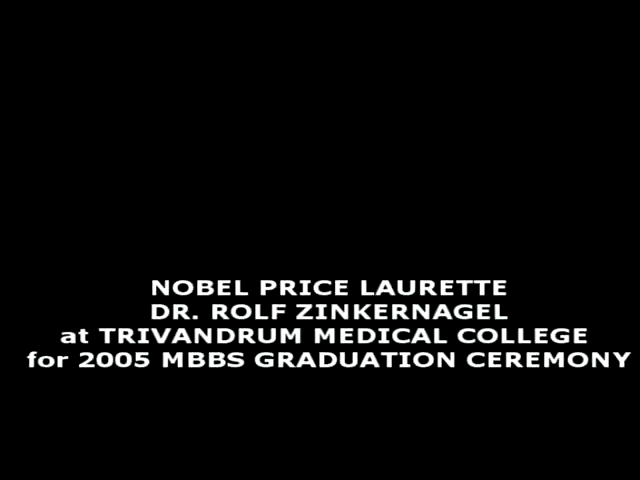 NOBEL PRICE LAURETTE
DR. ROLF ZINKERNAGEL
at TRIVANDRUM MEDICAL COLLEGE
for 2005 MBBS GRADUATION CEREMONY